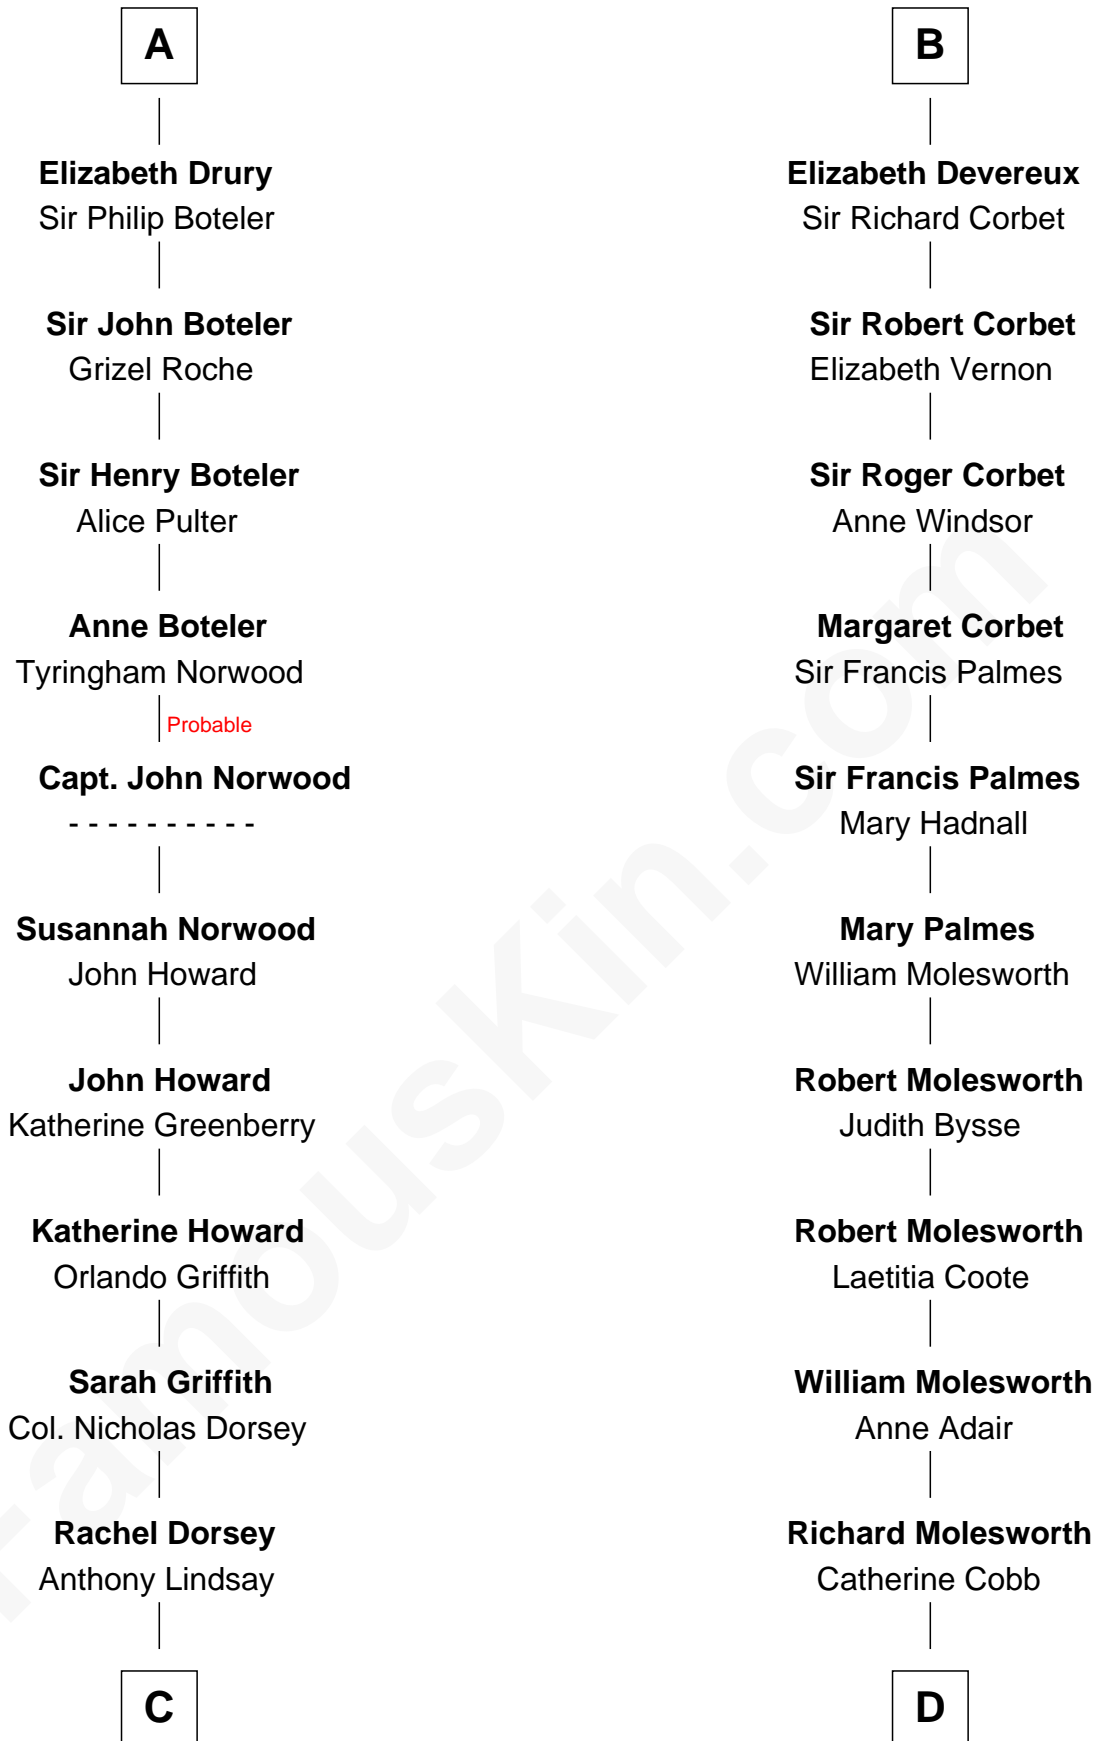 A
Elizabeth Drury
Sir Philip Boteler
Sir John Boteler
Grizel Roche
Sir Henry Boteler
Alice Pulter
Anne Boteler
Tyringham Norwood
Probable
Capt. John Norwood
- - - - - - - - - -
Susannah Norwood
John Howard
John Howard
Katherine Greenberry
Katherine Howard
Orlando Griffith
Sarah Griffith
Col. Nicholas Dorsey
Rachel Dorsey
Anthony Lindsay
C
B
Elizabeth Devereux
Sir Richard Corbet
Sir Robert Corbet
Elizabeth Vernon
Sir Roger Corbet
Anne Windsor
Margaret Corbet
Sir Francis Palmes
Sir Francis Palmes
Mary Hadnall
Mary Palmes
William Molesworth
Robert Molesworth
Judith Bysse
Robert Molesworth
Laetitia Coote
William Molesworth
Anne Adair
Richard Molesworth
Catherine Cobb
D
FamousKin.com